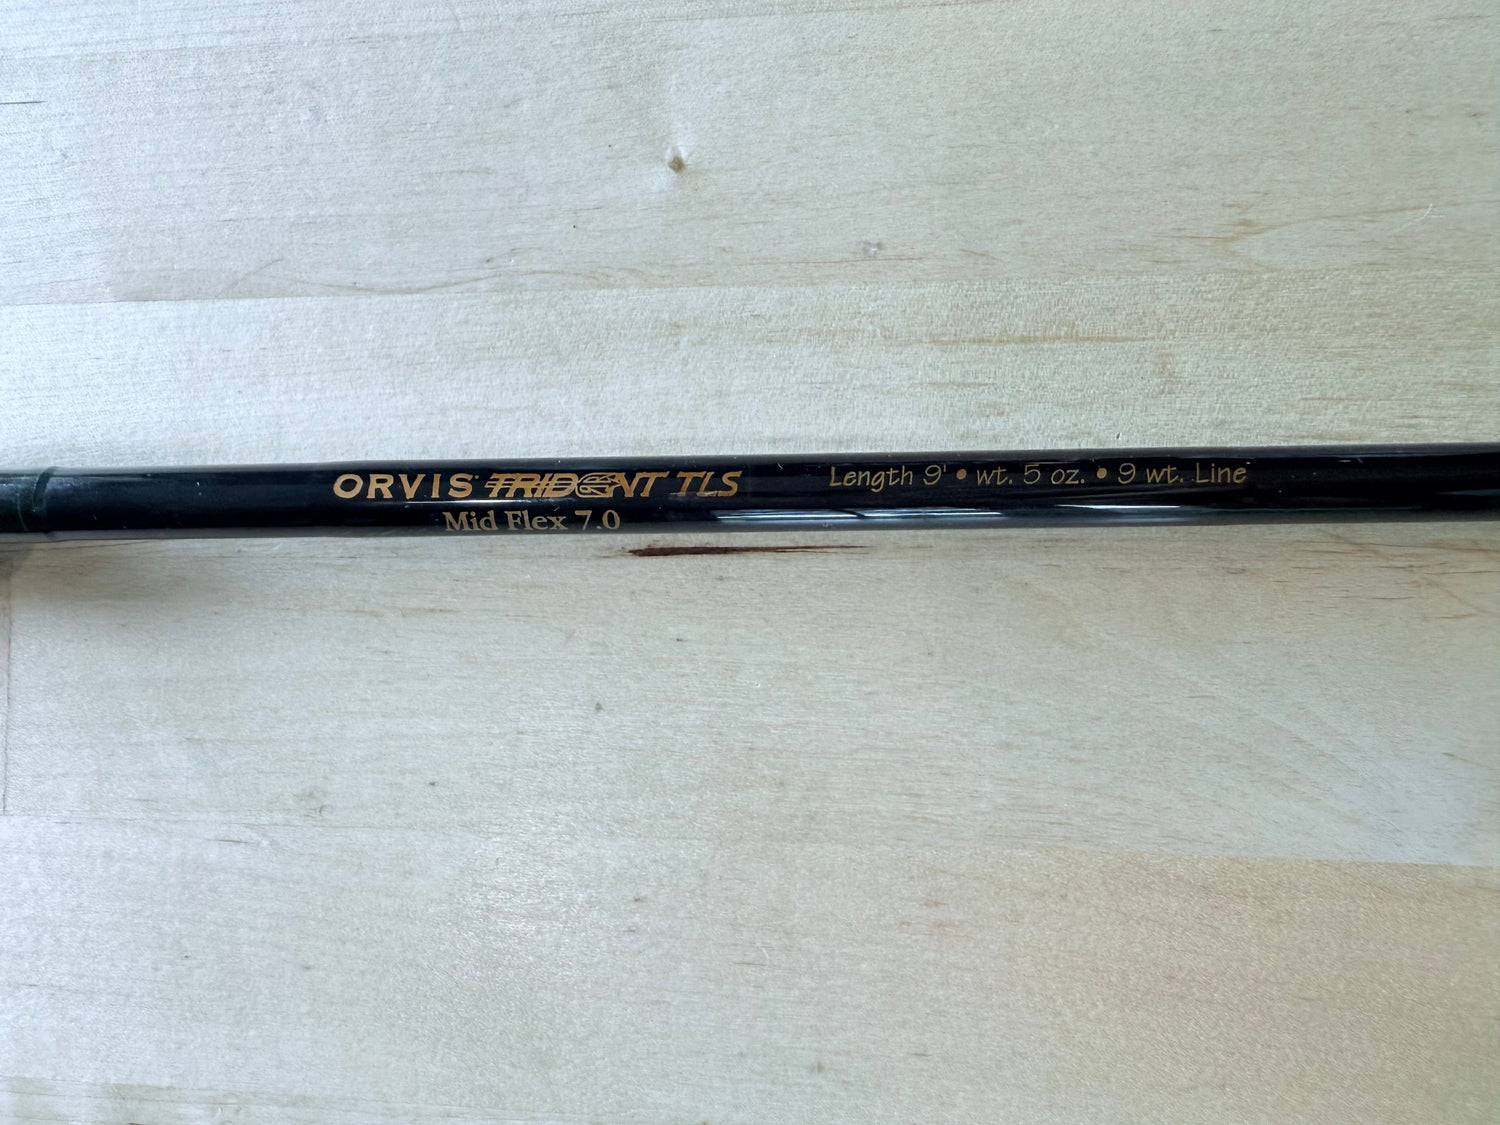 ORVIS TRIDENT TLS Length 9' • wt. 5 oz. • 9 wt. Line
Mid Flex 7.0